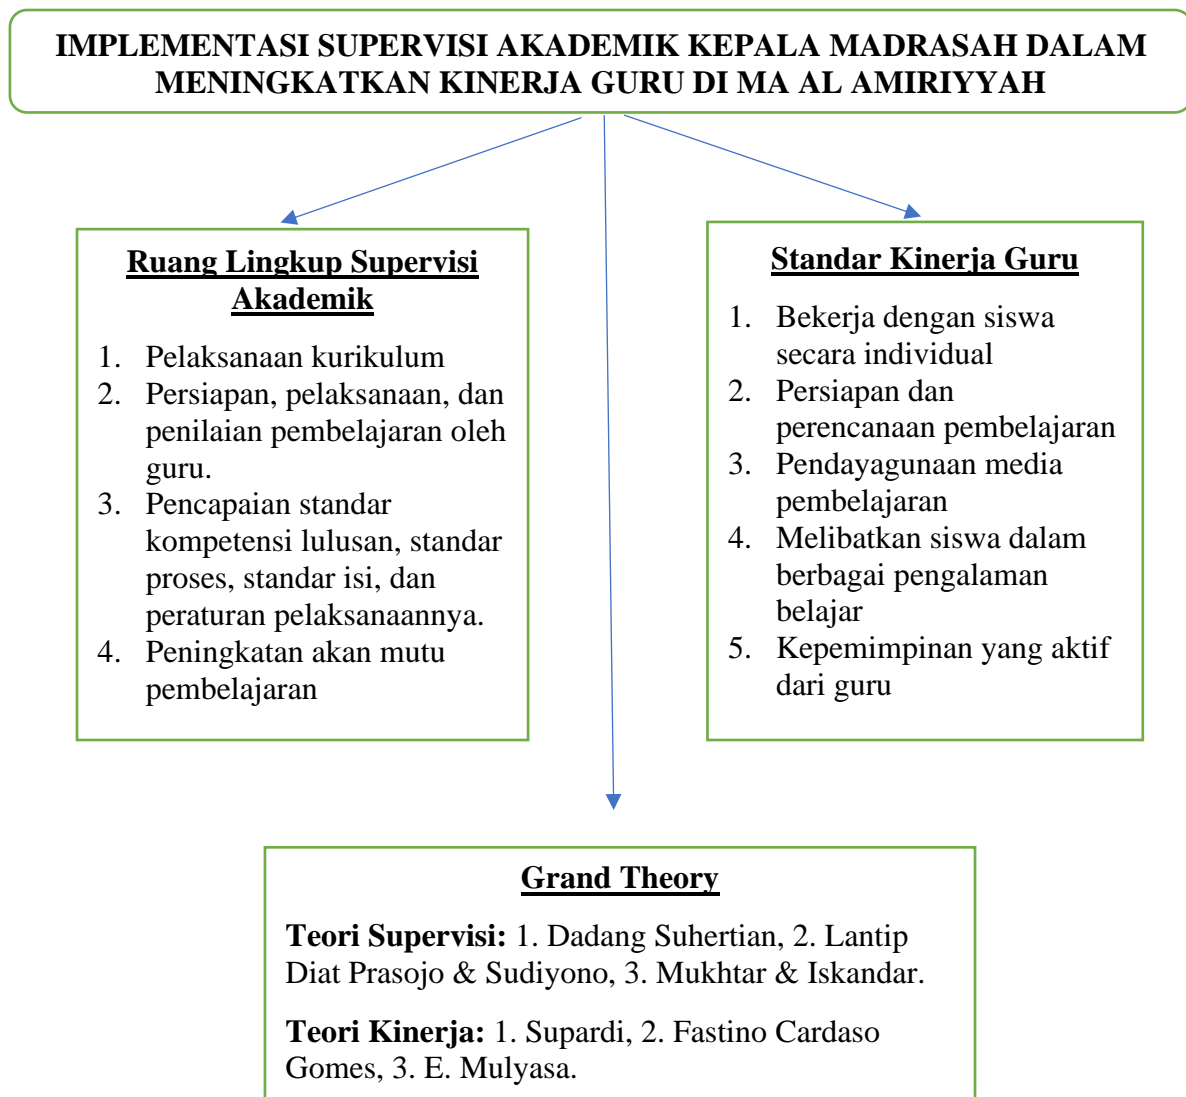 IMPLEMENTASI SUPERVISI AKADEMIK KEPALA MADRASAH DALAM
MENINGKATKAN KINERJA GURU DI MA AL AMIRIYYAH
Ruang Lingkup Supervisi
Akademik
1. Pelaksanaan kurikulum
2. Persiapan, pelaksanaan, dan
penilaian pembelajaran oleh
guru.
3. Pencapaian standar
kompetensi lulusan, standar
proses, standar isi, dan
peraturan pelaksanaannya.
4. Peningkatan akan mutu
pembelajaran
Standar Kinerja Guru
1. Bekerja dengan siswa
secara individual
2. Persiapan dan
perencanaan pembelajaran
3. Pendayagunaan media
pembelajaran
4. Melibatkan siswa dalam
berbagai pengalaman
belajar
5. Kepemimpinan yang aktif
dari guru
Grand Theory
Teori Supervisi: 1. Dadang Suhertian, 2. Lantip
Diat Prasojo & Sudiyono, 3. Mukhtar & Iskandar.
Teori Kinerja: 1. Supardi, 2. Fastino Cardaso
Gomes, 3. E. Mulyasa.